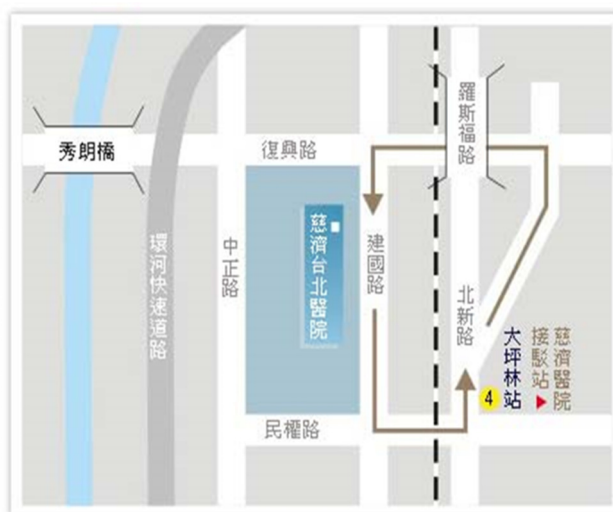 羅斯福路
秀朗橋
復興路
慈濟台北醫院
中正路
建國路
環河快速道路
北新路
大坪林站
4
慈濟醫院
接駁站
民權路